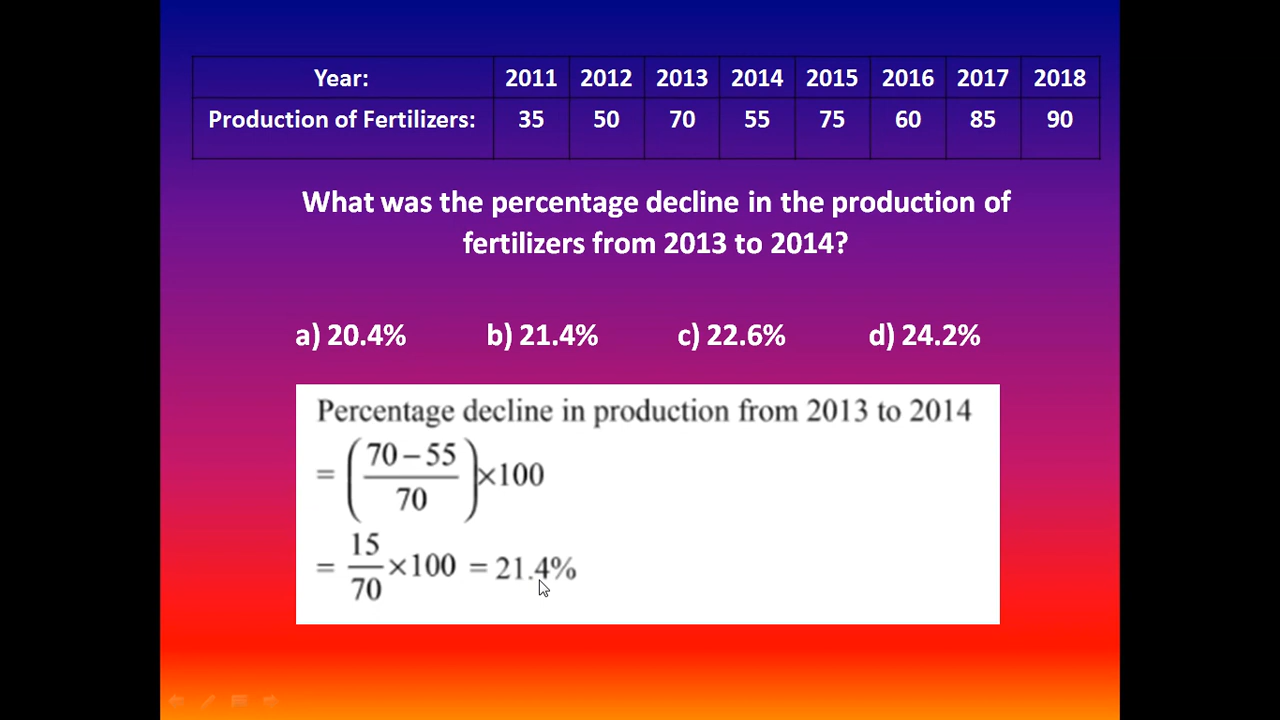 Year: 2011 2012 2013 2014 2015 2016 2017 2018
Production of Fertilizers: 35 50 70 55 75 60 85 90
What was the percentage decline in the production of
fertilizers from 2013 to 2014?
a) 20.4% b) 21.4% c) 22.6% d) 24.2%
Percentage decline in production from 2013 to 2014
= (70 – 55 / 70) ×100
= 15 / 70 ×100 = 21.4%